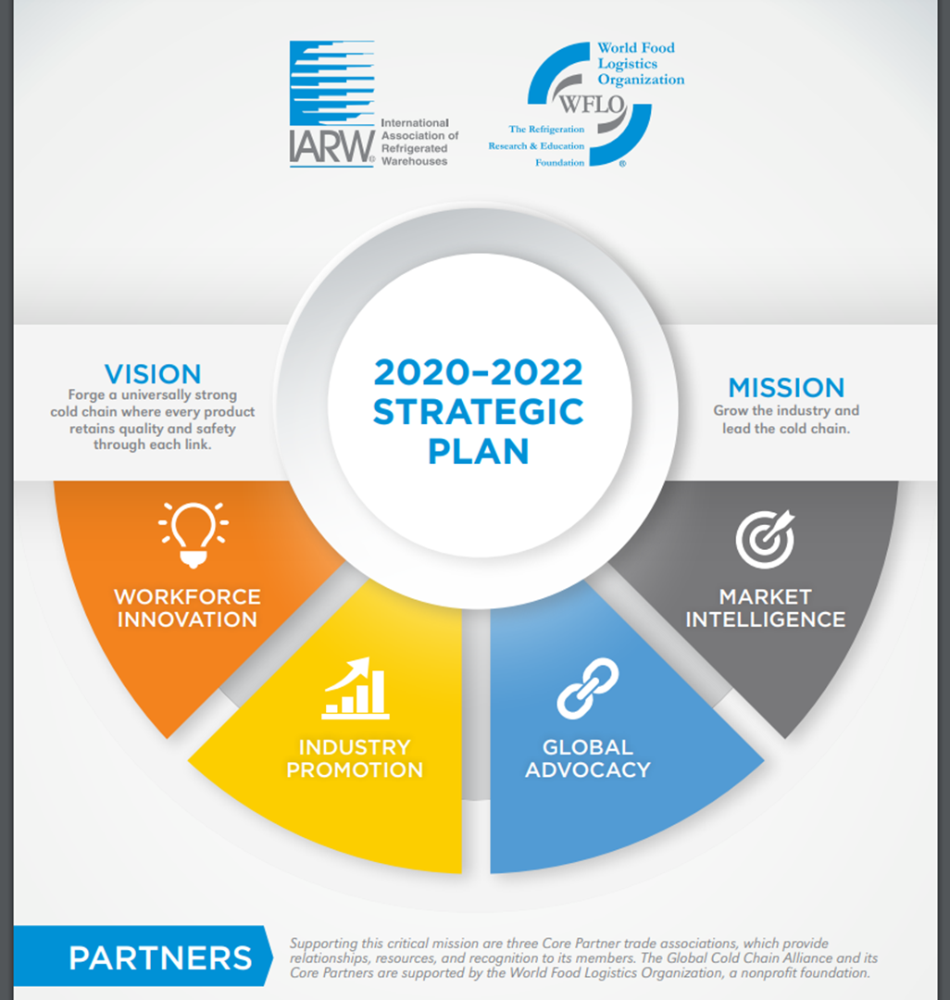 IARW®
International
Association of
Refrigerated
Warehouses
World Food
Logistics
Organization
WFLO
The Refrigeration
Research & Education
Foundation
®
2020–2022
STRATEGIC
PLAN
VISION
Forge a universally strong
cold chain where every product
retains quality and safety
through each link.
MISSION
Grow the industry and
lead the cold chain.
WORKFORCE
INNOVATION
INDUSTRY
PROMOTION
GLOBAL
ADVOCACY
MARKET
INTELLIGENCE
PARTNERS
Supporting this critical mission are three Core Partner trade associations, which provide
relationships, resources, and recognition to its members. The Global Cold Chain Alliance and its
Core Partners are supported by the World Food Logistics Organization, a nonprofit foundation.